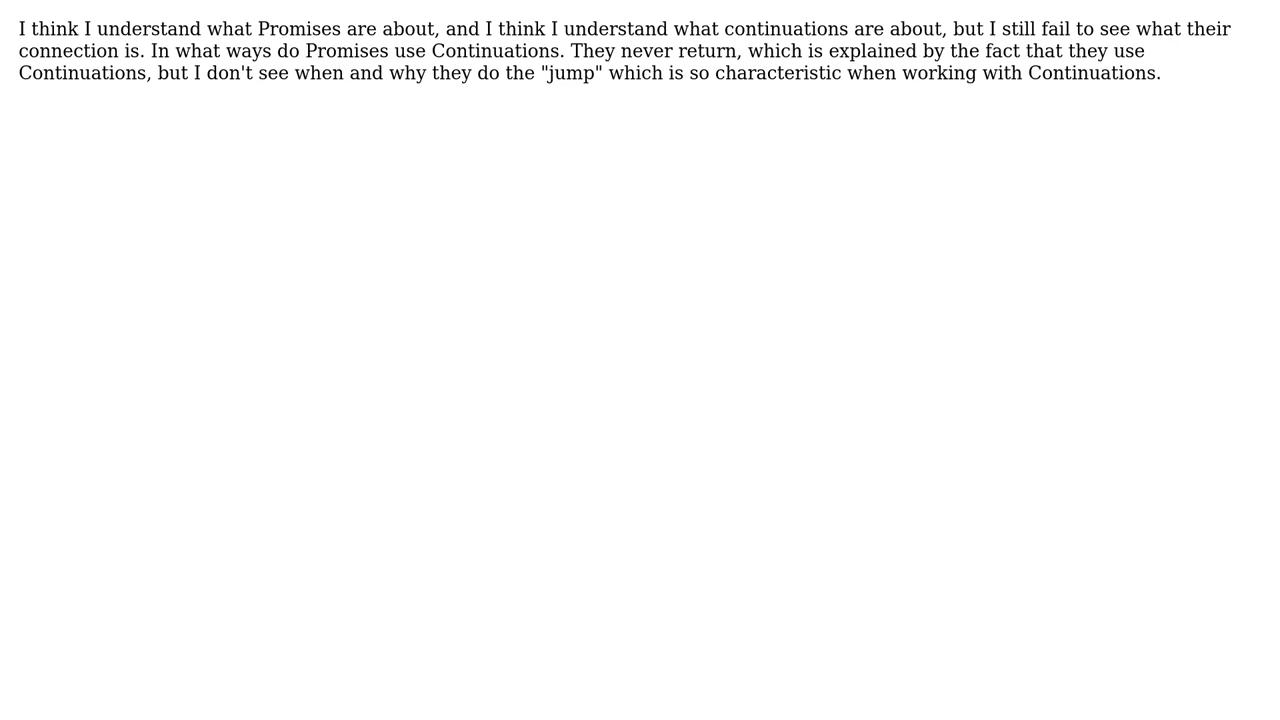 I think I understand what Promises are about, and I think I understand what continuations are about, but I still fail to see what their
connection is. In what ways do Promises use Continuations. They never return, which is explained by the fact that they use
Continuations, but I don't see when and why they do the "jump" which is so characteristic when working with Continuations.